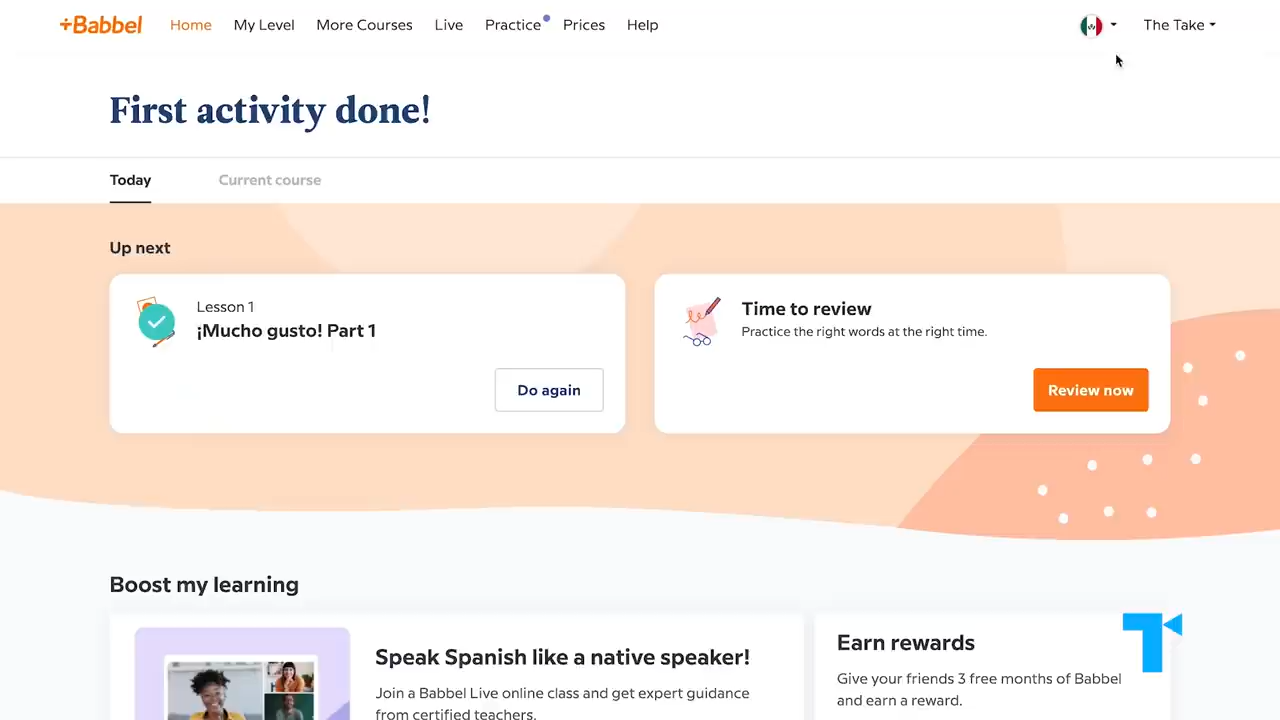 +Babbel Home My Level More Courses Live Practice Prices Help The Take
First activity done!
Today Current course
Up next
Lesson 1
¡Mucho gusto! Part 1
Do again
Time to review
Practice the right words at the right time.
Review now
Boost my learning
Speak Spanish like a native speaker!
Join a Babbel Live online class and get expert guidance
from certified teachers.
Earn rewards
Give your friends 3 free months of Babbel
and earn a reward.
T